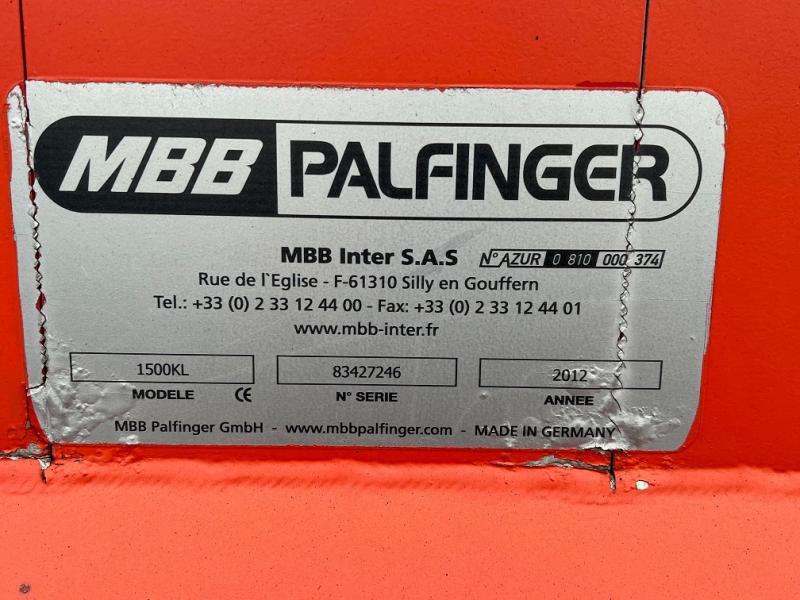 MBB PALFINGER
MBB Inter S.A.S N° AZUR 0 810 000 374
Rue de l`Eglise - F-61310 Silly en Gouffern
Tel.: +33 (0) 2 33 12 44 00 - Fax: +33 (0) 2 33 12 44 01
www.mbb-inter.fr
1500KL 83427246 2012
MODELE CE N° SERIE ANNEE
MBB Palfinger GmbH - www.mbbpalfinger.com - MADE IN GERMANY